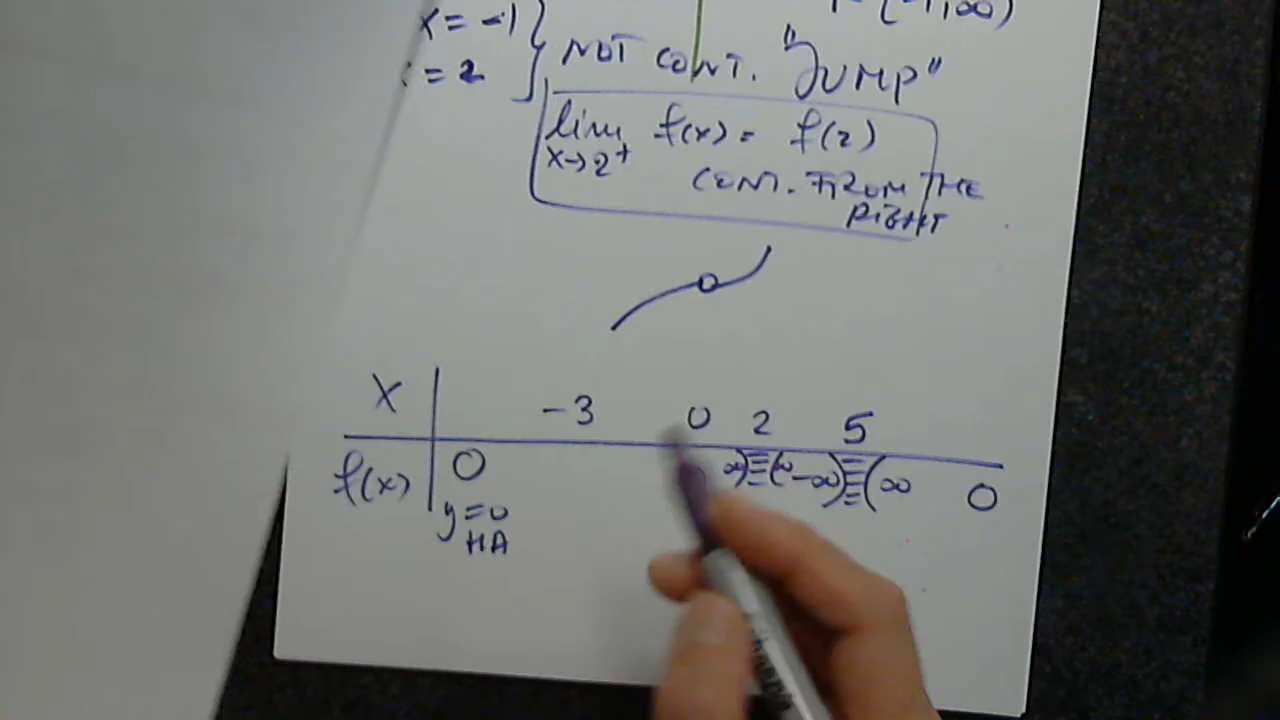 (-1,∞)
x = -1
= 2
NOT CONT. "JUMP"
lim f(x) = f(2)
x→2⁺
CONT. FROM THE
RIGHT
X -3 0 2 5
f(x) 0 ∞) (∞ -∞) (∞ 0
y=0
HA